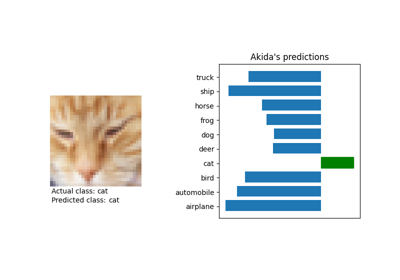 Akida's predictions
truck
ship
horse
frog
dog
deer
cat
bird
automobile
airplane
Actual class: cat
Predicted class: cat